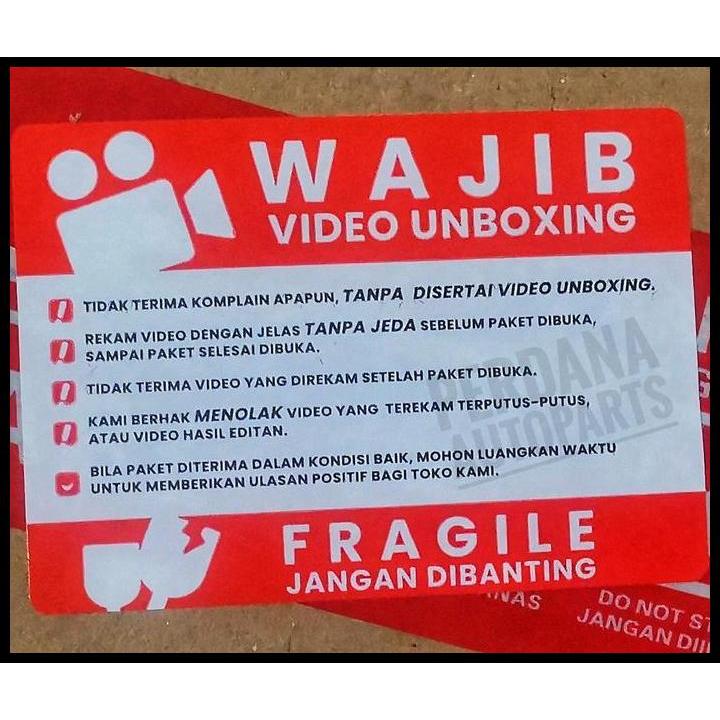 WAJIB
VIDEO UNBOXING
TIDAK TERIMA KOMPLAIN APAPUN, TANPA DISERTAI VIDEO UNBOXING.
REKAM VIDEO DENGAN JELAS TANPA JEDA SEBELUM PAKET DIBUKA,
SAMPAI PAKET SELESAI DIBUKA.
TIDAK TERIMA VIDEO YANG DIREKAM SETELAH PAKET DIBUKA.
KAMI BERHAK MENOLAK VIDEO YANG TEREKAM TERPUTUS-PUTUS,
ATAU VIDEO HASIL EDITAN.
BILA PAKET DITERIMA DALAM KONDISI BAIK, MOHON LUANGKAN WAKTU
UNTUK MEMBERIKAN ULASAN POSITIF BAGI TOKO KAMI.
PERDANA
AUTOPARTS
FRAGILE
JANGAN DIBANTING
DO NOT
JANGAN